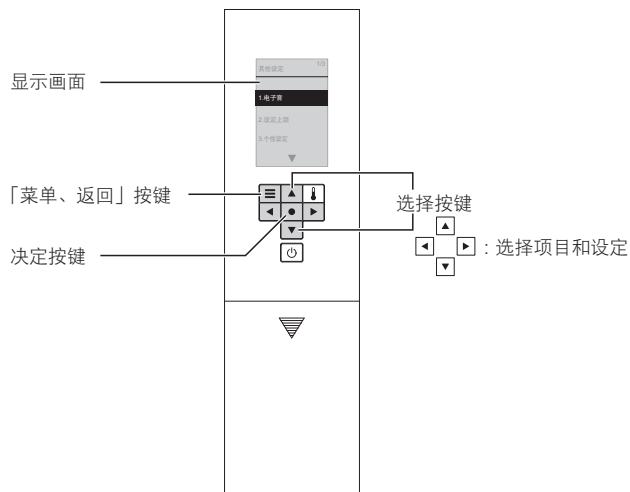 其他设定 1/3
显示画面
1.电子音
2.设定上限
3.个性设定
「菜单、返回」按键
选择按键
决定按键
：选择项目和设定